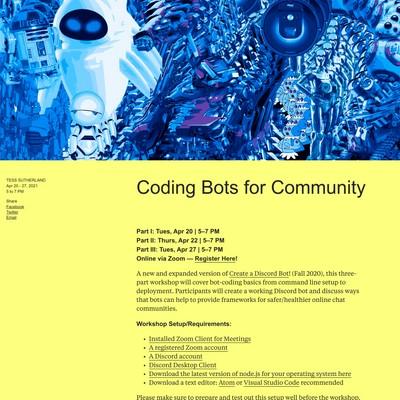 TESS SUTHERLAND
Apr 20 - 27, 2021
5 to 7 PM
Share
Facebook
Twitter
Email
Coding Bots for Community
Part I: Tues, Apr 20 | 5–7 PM
Part II: Thurs, Apr 22 | 5–7 PM
Part III: Tues, Apr 27 | 5–7 PM
Online via Zoom — Register Here!
A new and expanded version of Create a Discord Bot! (Fall 2020), this three-
part workshop will cover bot-coding basics from command line setup to
deployment. Participants will create a working Discord bot and discuss ways
that bots can help to provide frameworks for safer/healthier online chat
communities.
Workshop Setup/Requirements:
• Installed Zoom Client for Meetings
• A registered Zoom account
• A Discord account
• Discord Desktop Client
• Download the latest version of node.js for your operating system here
• Download a text editor: Atom or Visual Studio Code recommended
Please make sure to prepare and test out this setup well before the workshop.